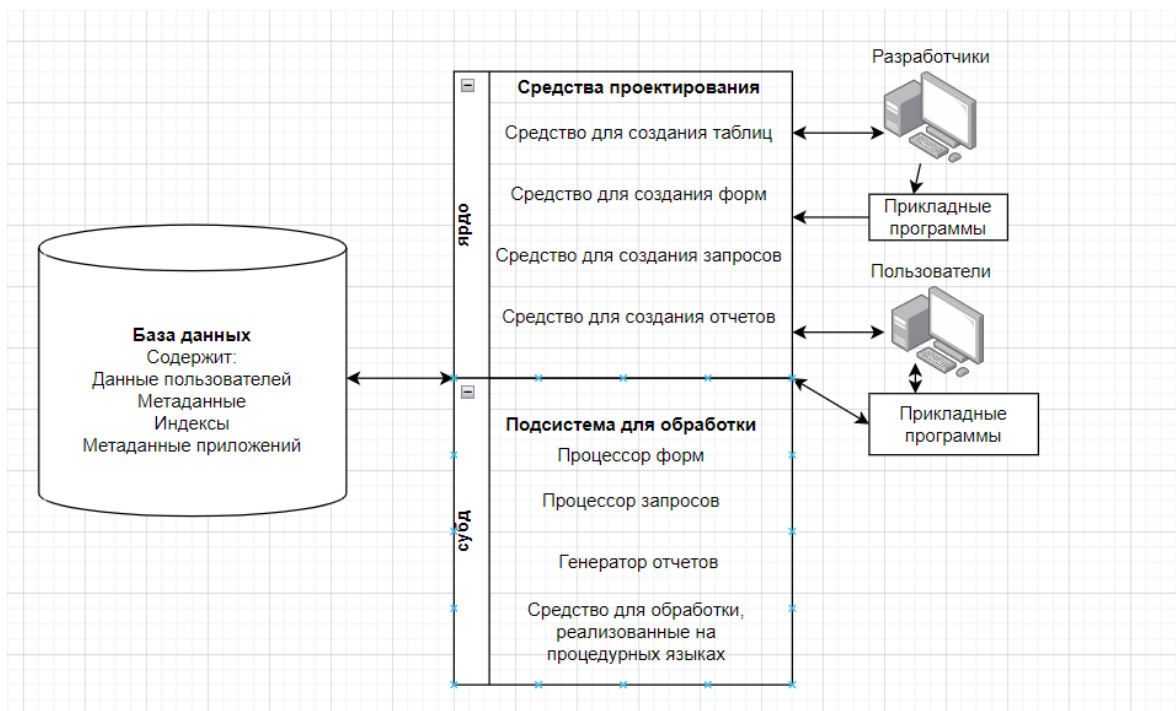 Разработчики
Средства проектирования
Средство для создания таблиц
Средство для создания форм
Средство для создания запросов
Средство для создания отчетов
ярдо
Прикладные
программы
Пользователи
Прикладные
программы
База данных
Содержит:
Данные пользователей
Метаданные
Индексы
Метаданные приложений
Подсистема для обработки
Процессор форм
Процессор запросов
Генератор отчетов
Средство для обработки,
реализованные на
процедурных языках
субд